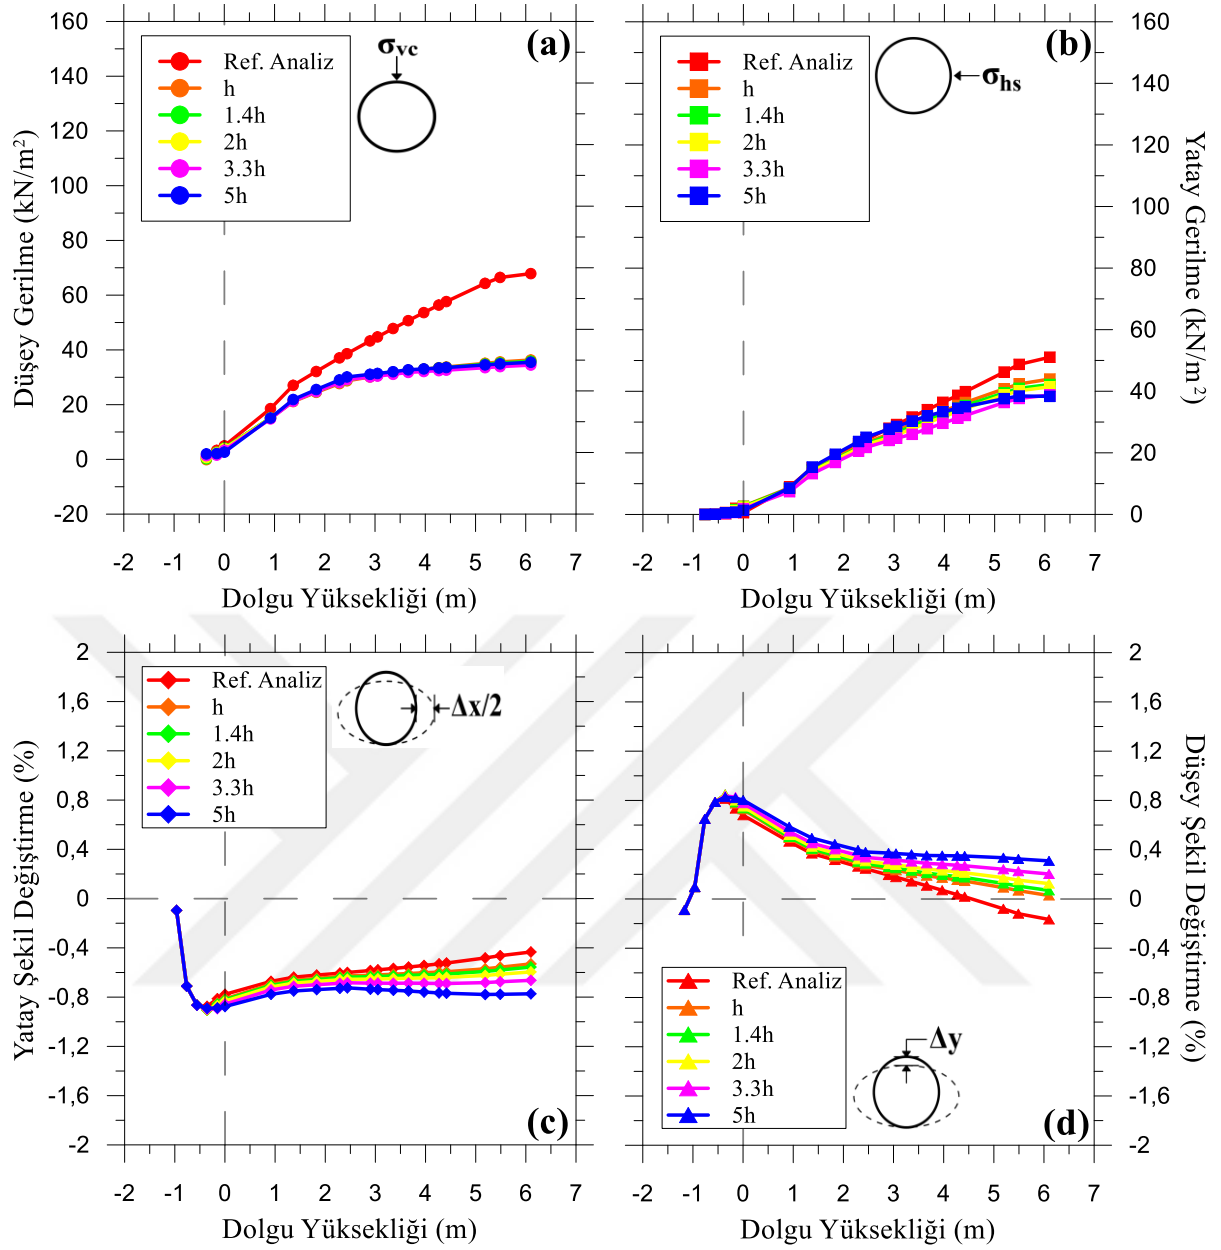 (a)
σvc
Ref. Analiz
h
1.4h
2h
3.3h
5h
160
140
120
100
80
60
40
20
0
-20
Düşey Gerilme (kN/m²)
-2 -1 0 1 2 3 4 5 6 7
Dolgu Yüksekliği (m)
(b)
σhs
Ref. Analiz
h
1.4h
2h
3.3h
5h
160
140
120
100
80
60
40
20
0
Yatay Gerilme (kN/m²)
-2 -1 0 1 2 3 4 5 6 7
Dolgu Yüksekliği (m)
Ref. Analiz
h
1.4h
2h
3.3h
5h
Δx/2
2
1,6
1,2
0,8
0,4
0
-0,4
-0,8
-1,2
-1,6
-2
Yatay Şekil Değiştirme (%)
(c)
-2 -1 0 1 2 3 4 5 6 7
Dolgu Yüksekliği (m)
2
1,6
1,2
0,8
0,4
0
-0,4
-0,8
-1,2
-1,6
-2
Düşey Şekil Değiştirme (%)
Ref. Analiz
h
1.4h
2h
3.3h
5h
Δy
(d)
-2 -1 0 1 2 3 4 5 6 7
Dolgu Yüksekliği (m)